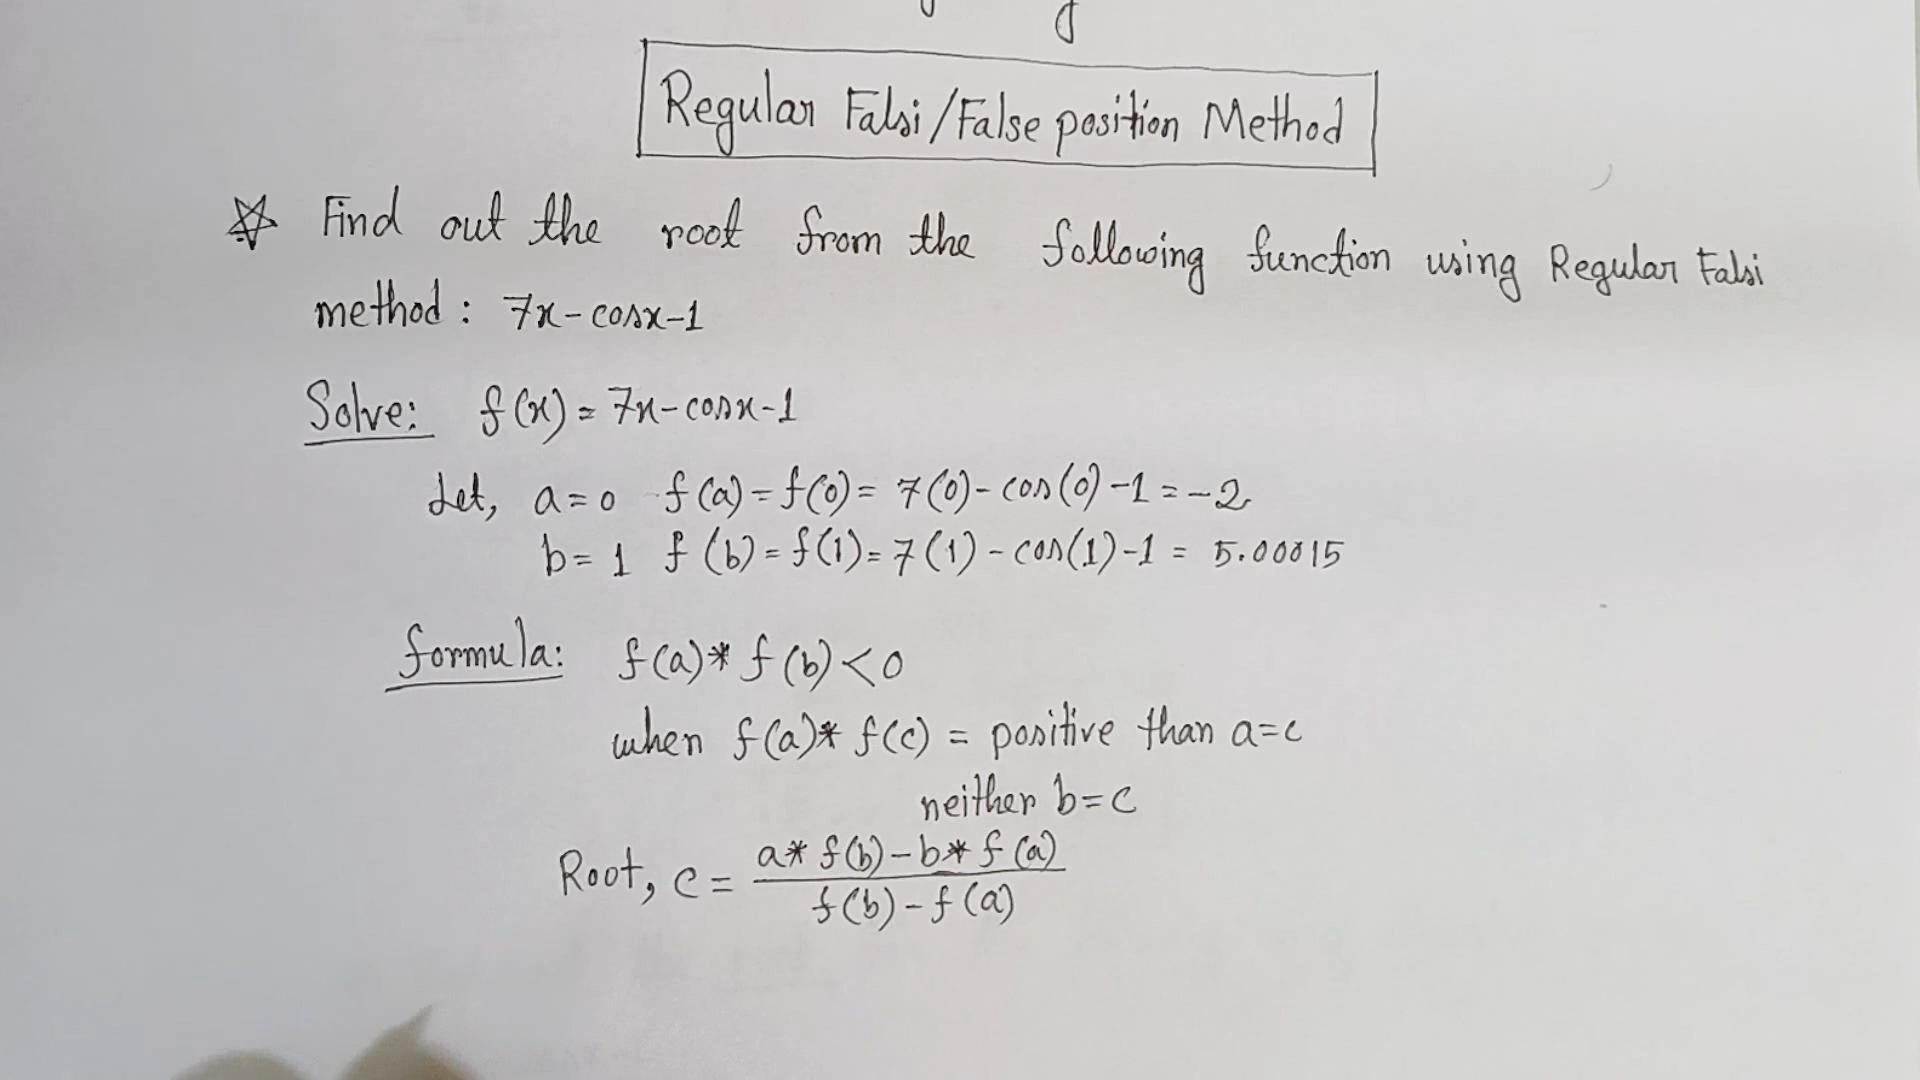 Regular Falsi/False position Method
Find out the root from the following function using Regular Falsi
method: 7x-cosx-1
Solve: f(x) = 7x-cosx-1
Let, a=0 f(a)=f(0)= 7(0)-cos(0)-1=-2
b=1 f(b)=f(1)=7(1)-cos(1)-1= 5.00015
formula: f(a)* f(b)<0
when f(a)* f(c) = positive than a=c
neither b=c
Root, c = a* f(b)-b* f(a)
f(b)-f(a)